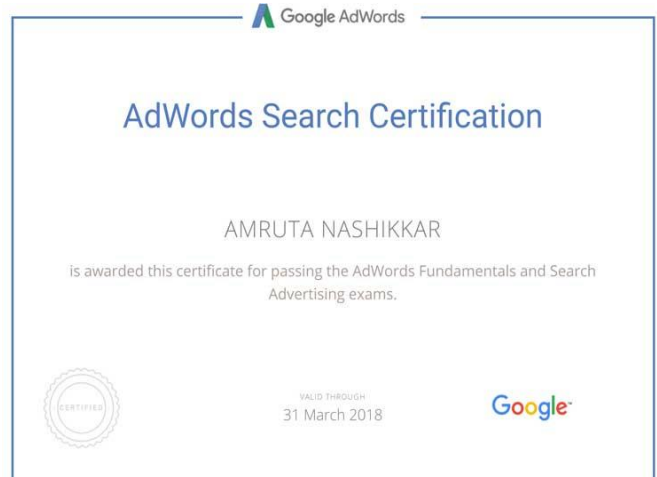 Google AdWords
AdWords Search Certification
AMRUTA NASHIKKAR
is awarded this certificate for passing the AdWords Fundamentals and Search
Advertising exams.
CERTIFIED
VALID THROUGH
31 March 2018
Google